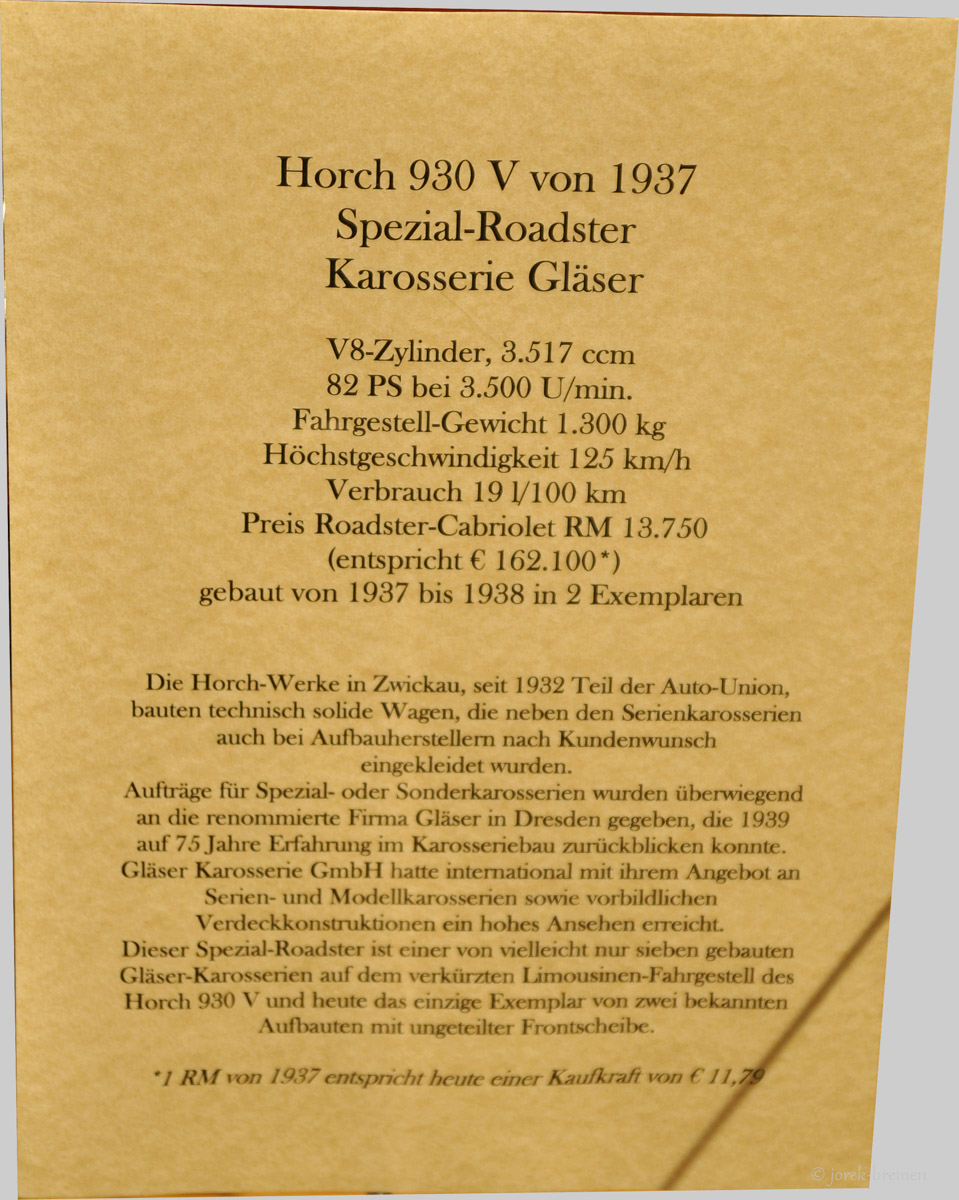 Horch 930 V von 1937
Spezial-Roadster
Karosserie Gläser
V8-Zylinder, 3.517 ccm
82 PS bei 3.500 U/min.
Fahrgestell-Gewicht 1.300 kg
Höchstgeschwindigkeit 125 km/h
Verbrauch 19 l/100 km
Preis Roadster-Cabriolet RM 13.750
(entspricht € 162.100*)
gebaut von 1937 bis 1938 in 2 Exemplaren
Die Horch-Werke in Zwickau, seit 1932 Teil der Auto-Union,
bauten technisch solide Wagen, die neben den Serienkarosserien
auch bei Aufbauherstellern nach Kundenwunsch
eingekleidet wurden.
Aufträge für Spezial- oder Sonderkarosserien wurden überwiegend
an die renommierte Firma Gläser in Dresden gegeben, die 1939
auf 75 Jahre Erfahrung im Karosseriebau zurückblicken konnte.
Gläser Karosserie GmbH hatte international mit ihrem Angebot an
Serien- und Modellkarosserien sowie vorbildlichen
Verdeckkonstruktionen ein hohes Ansehen erreicht.
Dieser Spezial-Roadster ist einer von vielleicht nur sieben gebauten
Gläser-Karosserien auf dem verkürzten Limousinen-Fahrgestell des
Horch 930 V und heute das einzige Exemplar von zwei bekannten
Aufbauten mit ungeteilter Frontscheibe.
*1 RM von 1937 entspricht heute einer Kaufkraft von € 11,79
© jorek-bremen